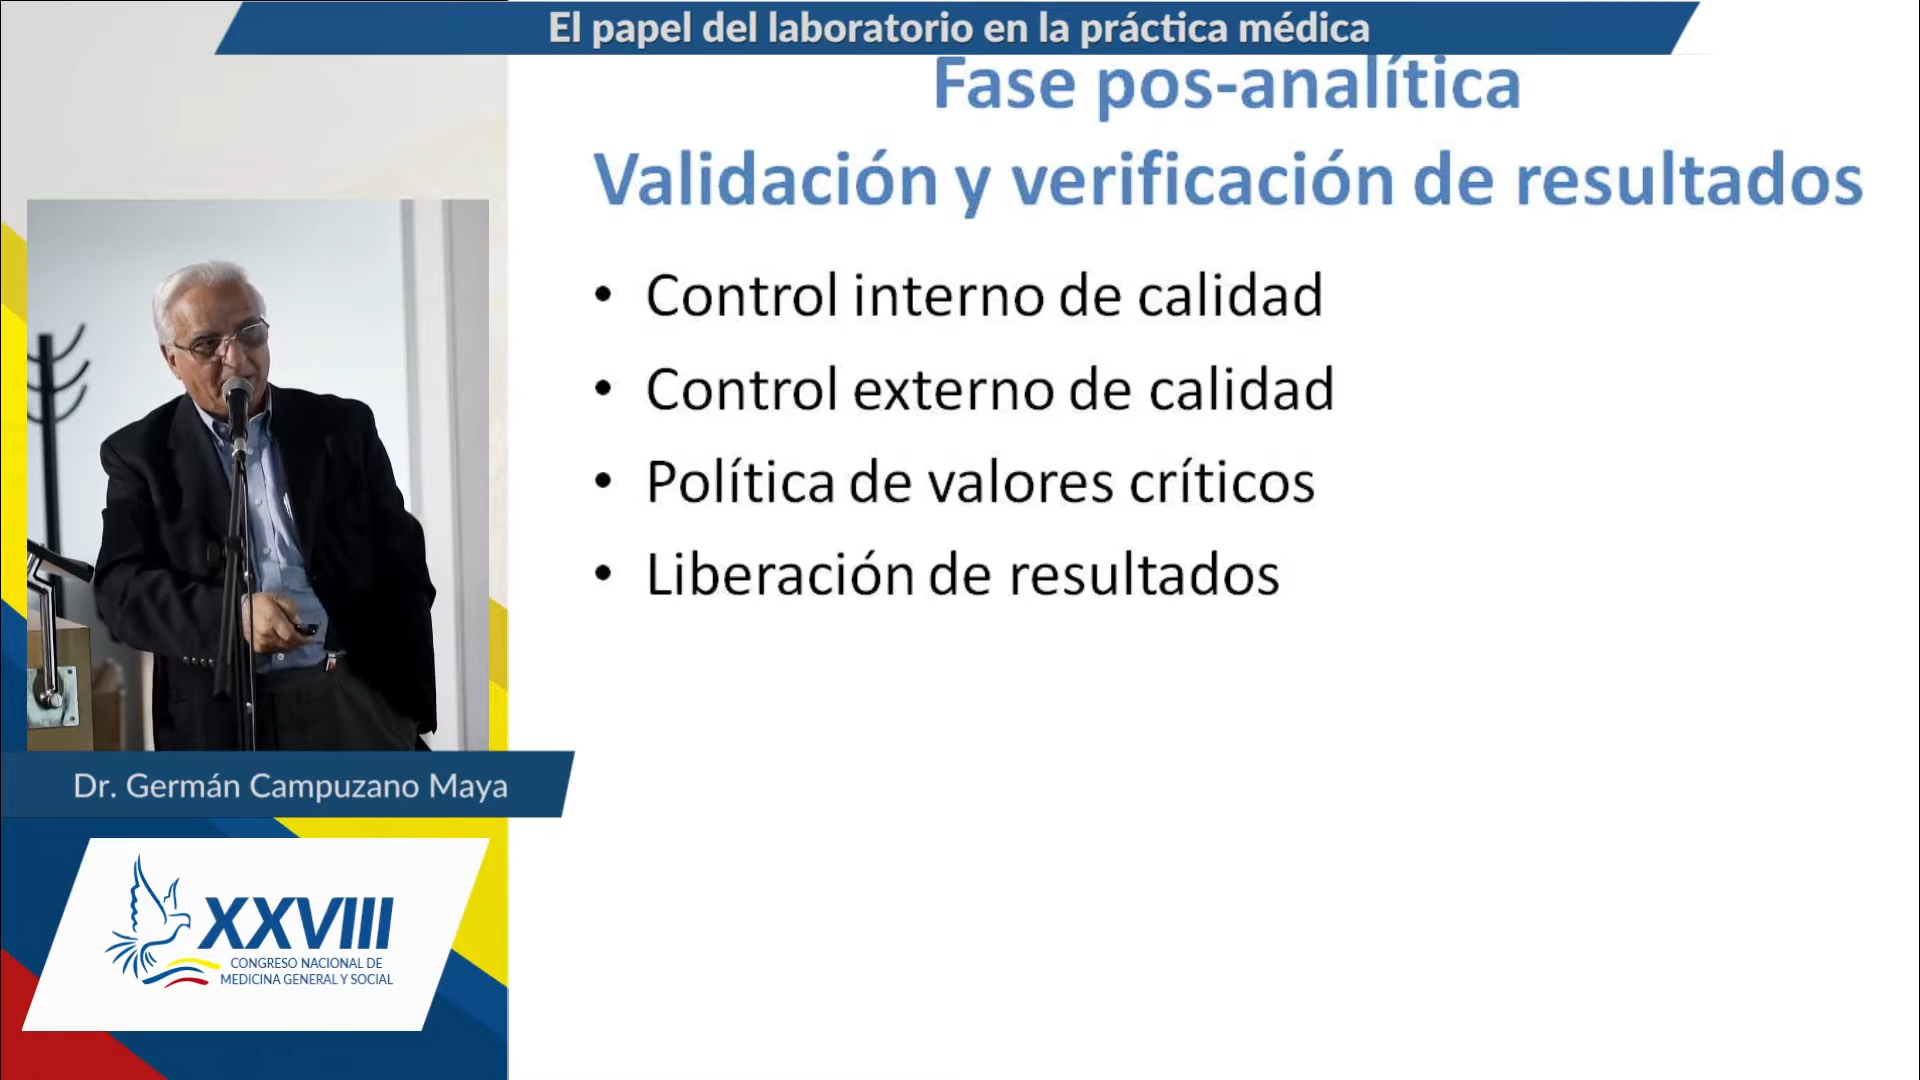 El papel del laboratorio en la práctica médica
Fase pos-analítica
Validación y verificación de resultados
• Control interno de calidad
• Control externo de calidad
• Política de valores críticos
• Liberación de resultados
Dr. Germán Campuzano Maya
XXVIII
CONGRESO NACIONAL DE
MEDICINA GENERAL Y SOCIAL